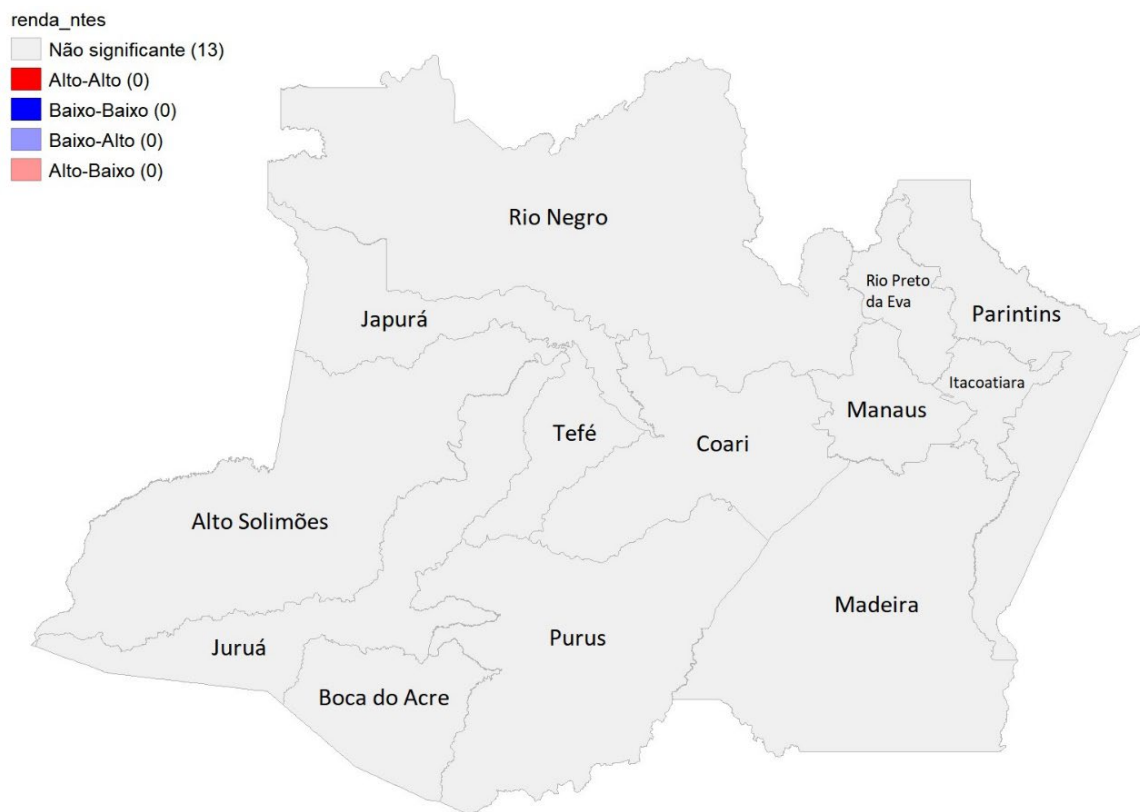 renda_ntes
Não significante (13)
Alto-Alto (0)
Baixo-Baixo (0)
Baixo-Alto (0)
Alto-Baixo (0)
Rio Negro
Rio Preto
da Eva
Parintins
Japurá
Itacoatiara
Manaus
Tefé
Coari
Alto Solimões
Madeira
Purus
Juruá
Boca do Acre